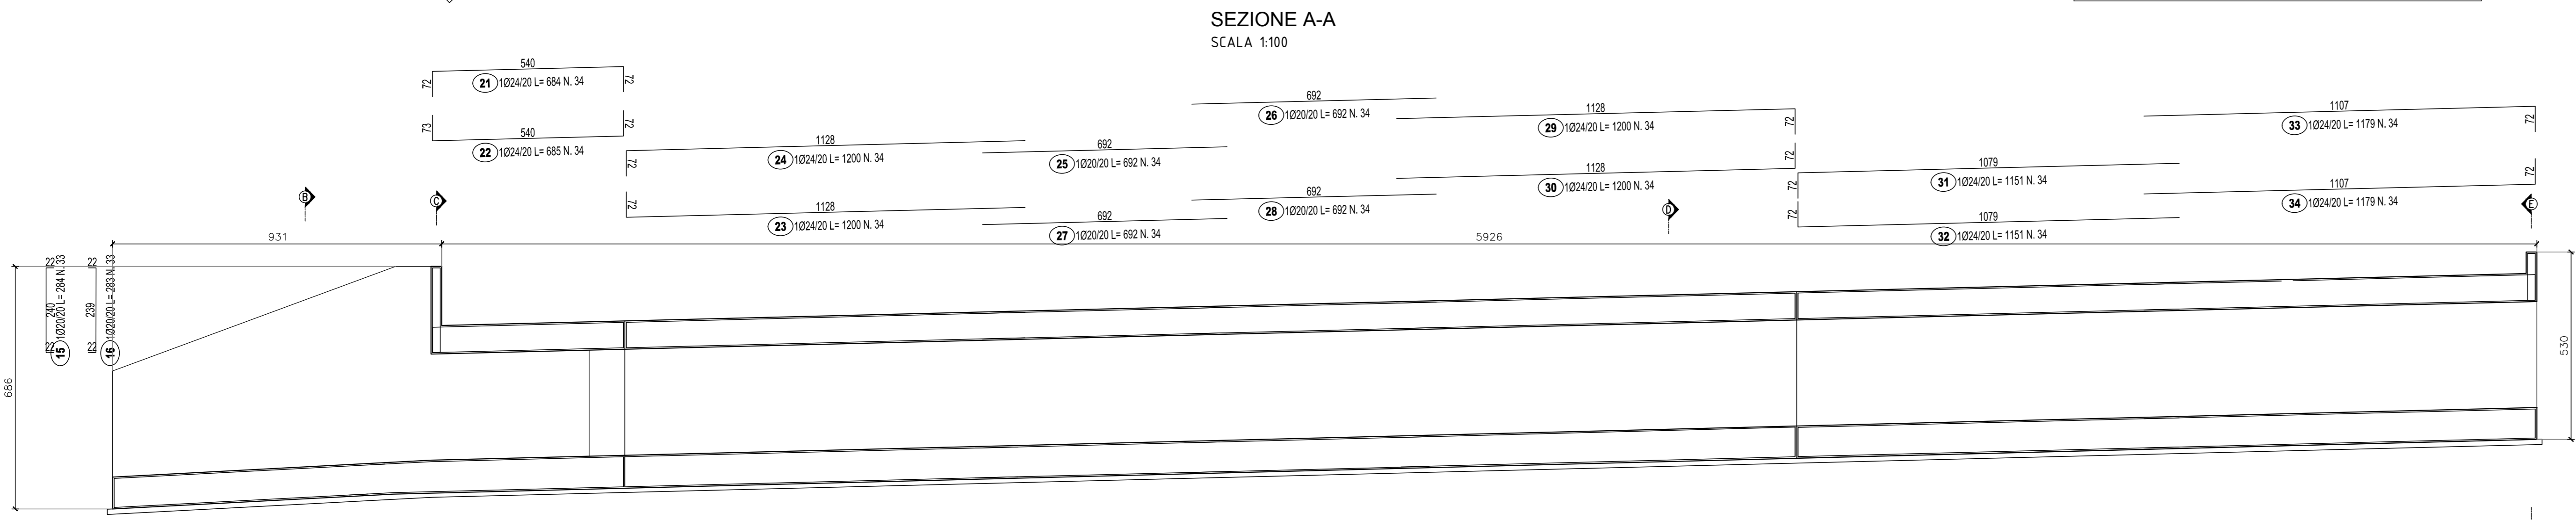 SEZIONE A-A
SCALA 1:100
540
72
72
21 1Ø24/20 L= 684 N. 34
540
73
72
22 1Ø24/20 L= 685 N. 34
1128
72
24 1Ø24/20 L= 1200 N. 34
1128
72
23 1Ø24/20 L= 1200 N. 34
692
25 1Ø20/20 L= 692 N. 34
692
27 1Ø20/20 L= 692 N. 34
692
26 1Ø20/20 L= 692 N. 34
692
28 1Ø20/20 L= 692 N. 34
1128
72
29 1Ø24/20 L= 1200 N. 34
1128
72
30 1Ø24/20 L= 1200 N. 34
1079
72
31 1Ø24/20 L= 1151 N. 34
1079
72
32 1Ø24/20 L= 1151 N. 34
1107
72
33 1Ø24/20 L= 1179 N. 34
1107
72
34 1Ø24/20 L= 1179 N. 34
B
C
D
E
931
5926
22
240
22
15 1Ø20/20 L= 284 N. 33
22
239
22
16 1Ø20/20 L= 283 N. 33
686
530